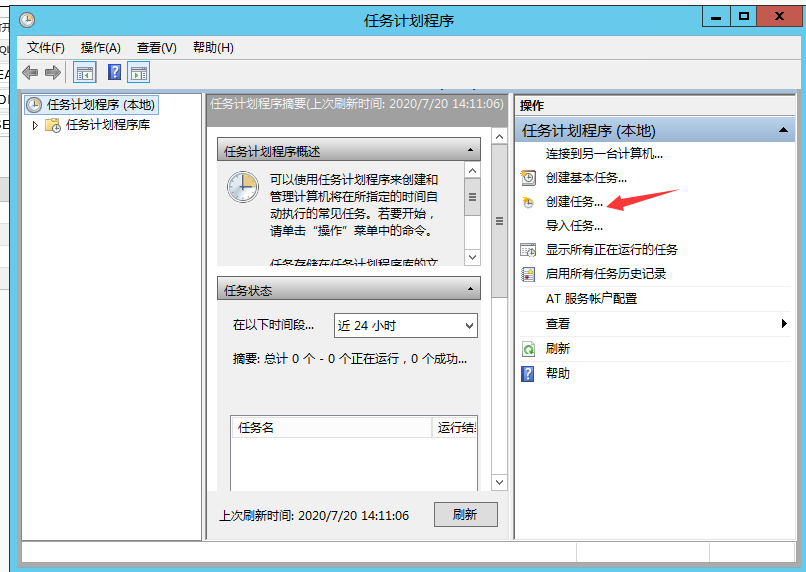 任务计划程序
文件(F) 操作(A) 查看(V) 帮助(H)
任务计划程序 (本地)
任务计划程序库
任务计划程序摘要(上次刷新时间: 2020/7/20 14:11:06)
任务计划程序概述
可以使用任务计划程序来创建和
管理计算机将在所指定的时间自
动执行的常见任务。若要开始，
请单击“操作”菜单中的命令。
任务存储在任务计划程序库的文
任务状态
在以下时间段... 近 24 小时
摘要: 总计 0 个 - 0 个正在运行，0 个成功...
任务名 运行结
上次刷新时间: 2020/7/20 14:11:06 刷新
操作
任务计划程序 (本地)
连接到另一台计算机...
创建基本任务...
创建任务...
导入任务...
显示所有正在运行的任务
启用所有任务历史记录
AT 服务帐户配置
查看
刷新
帮助